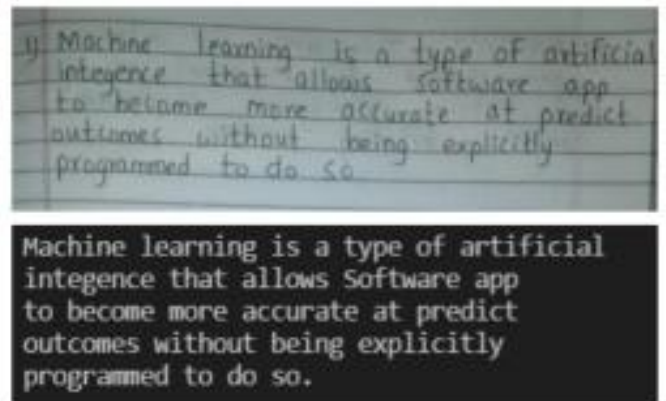 1) Machine learning is a type of artificial
integence that allows Software app
to become more accurate at predict
outcomes without being explicitly
programmed to do so
Machine learning is a type of artificial
integence that allows Software app
to become more accurate at predict
outcomes without being explicitly
programmed to do so.